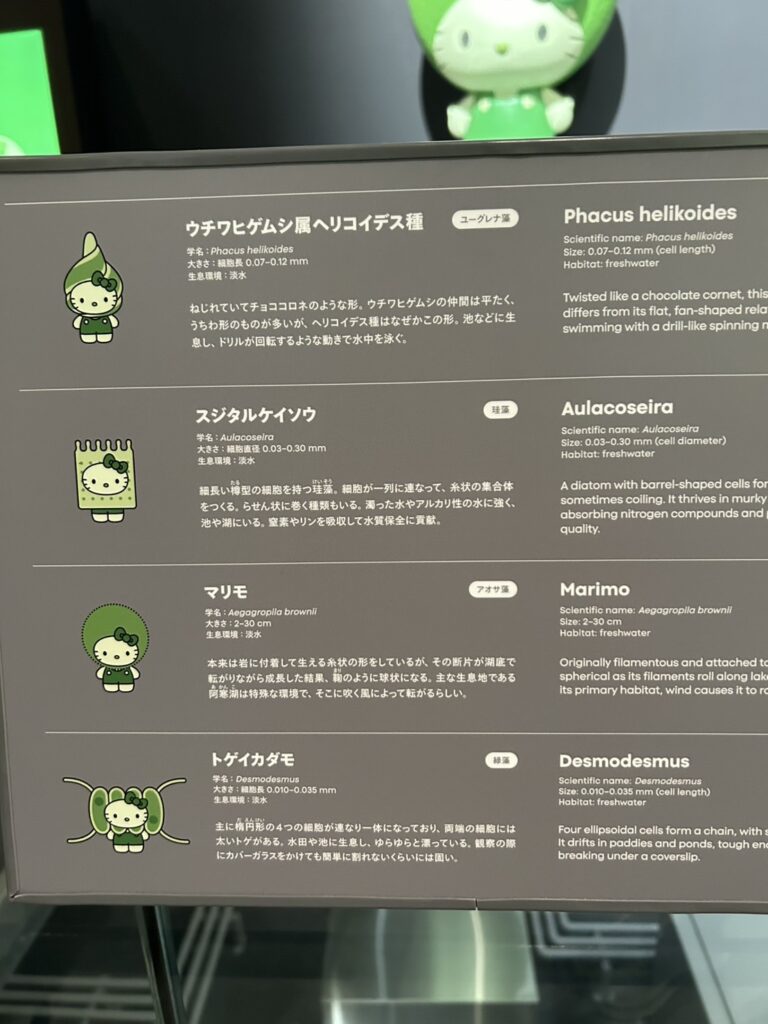 ウチワヒゲムシ属ヘリコイデス種
ユーグレナ藻
学名：Phacus helikoides
大きさ：細胞長 0.07–0.12 mm
生息環境：淡水
ねじれていてチョココロネのような形。ウチワヒゲムシの仲間は平たく、
うちわ形のものが多いが、ヘリコイデス種はなぜかこの形。池などに生
息し、ドリルが回転するような動きで水中を泳ぐ。
Phacus helikoides
Scientific name: Phacus helikoides
Size: 0.07–0.12 mm (cell length)
Habitat: freshwater
Twisted like a chocolate cornet, this
differs from its flat, fan-shaped
swimming with a drill-like spinning
スジタルケイソウ
珪藻
学名：Aulacoseira
大きさ：細胞直径 0.03–0.30 mm
生息環境：淡水
細長い樽型の細胞を持つ珪藻。細胞が一列に連なって、糸状の集合体
をつくる。らせん状に巻く種類もいる。濁った水やアルカリ性の水に強く、
池や湖にいる。窒素やリンを吸収して水質保全に貢献。
Aulacoseira
Scientific name: Aulacoseira
Size: 0.03–0.30 mm (cell diameter)
Habitat: freshwater
A diatom with barrel-shaped cells
sometimes coiling. It thrives in murky
absorbing nitrogen compounds and
quality.
マリモ
アオサ藻
学名：Aegagropila brownii
大きさ：2–30 cm
生息環境：淡水
本来は岩に付着して生える糸状の形をしているが、その断片が湖底で
転がりながら成長した結果、鞠のように球状になる。主な生息地である
阿寒湖は特殊な環境で、そこに吹く風によって転がるらしい。
Marimo
Scientific name: Aegagropila brownii
Size: 2–30 cm
Habitat: freshwater
Originally filamentous and attached
spherical as its filaments roll along
its primary habitat, wind causes it to
トゲイカダモ
緑藻
学名：Desmodesmus
大きさ：細胞長 0.010–0.035 mm
生息環境：淡水
主に楕円形の4つの細胞が連なり一体になっており、両端の細胞には
太いトゲがある。水田や池に生息し、ゆらゆらと漂っている。観察の際
にカバーガラスをかけても簡単に割れないくらいには固い。
Desmodesmus
Scientific name: Desmodesmus
Size: 0.010–0.035 mm (cell length)
Habitat: freshwater
Four ellipsoidal cells form a chain, with
It drifts in paddies and ponds, tough
breaking under a coverslip.